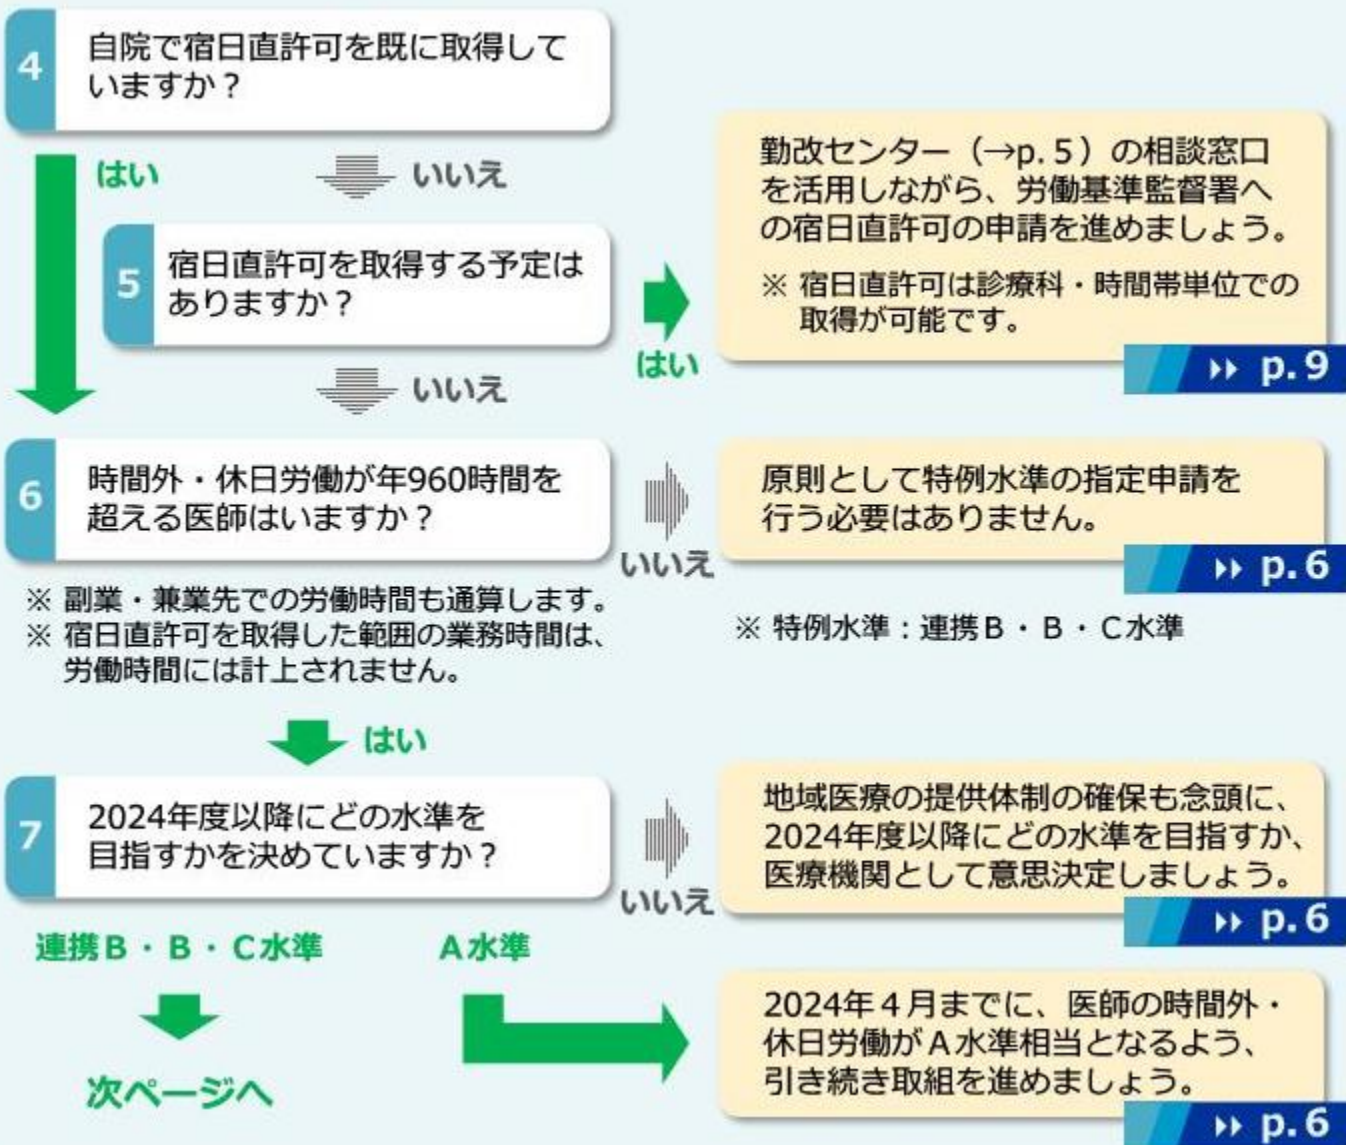 4
自院で宿日直許可を既に取得して
いますか？
はい
いいえ
5
宿日直許可を取得する予定は
ありますか？
はい
勤改センター（→p.５）の相談窓口
を活用しながら、労働基準監督署へ
の宿日直許可の申請を進めましょう。
※ 宿日直許可は診療科・時間帯単位での
取得が可能です。
p.9
いいえ
6
時間外・休日労働が年960時間を
超える医師はいますか？
いいえ
原則として特例水準の指定申請を
行う必要はありません。
p.6
※ 副業・兼業先での労働時間も通算します。
※ 宿日直許可を取得した範囲の業務時間は、
労働時間には計上されません。
※ 特例水準：連携Ｂ・Ｂ・Ｃ水準
はい
7
2024年度以降にどの水準を
目指すかを決めていますか？
いいえ
地域医療の提供体制の確保も念頭に、
2024年度以降にどの水準を目指すか、
医療機関として意思決定しましょう。
p.6
連携Ｂ・Ｂ・Ｃ水準
Ａ水準
次ページへ
2024年４月までに、医師の時間外・
休日労働がＡ水準相当となるよう、
引き続き取組を進めましょう。
p.6